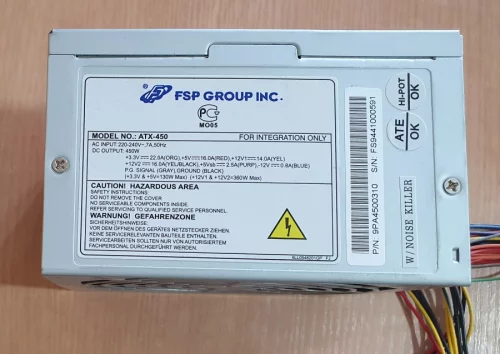 FSP GROUP INC.
PG
MO05
MODEL NO.: ATX-450
FOR INTEGRATION ONLY
AC INPUT: 220-240V~,7A,50Hz
DC OUTPUT: 450W
+3.3V ⎓ 22.0A(ORG),+5V⎓16.0A(RED),+12V1⎓14.0A(YEL)
+12V2 ⎓16.0A(YEL/BLACK),+5Vsb ⎓ 2.5A(PURP),-12V⎓0.8A(BLUE)
P.G. SIGNAL (GRAY),GROUND (BLACK)
(+3.3V & +5V=130W Max) (+12V1 & +12V2=360W Max)
CAUTION! HAZARDOUS AREA
SAFETY INSTRUCTIONS:
DO NOT REMOVE THIS COVER.
NO SERVICEABLE COMPONENTS INSIDE.
REFER SERVICING TO QUALIFIED SERVICE PERSONNEL.
WARNUNG! GEFAHRENZONE
SICHERHEITSHINWEISE:
VOR DEM ÖFFNEN DES GERÄTES NETZSTECKER ZIEHEN
KEINE SERVICERELEVANTEN BAUTEILE ENTHALTEN.
SERVICEARBEITEN SOLLTEN NUR VON AUTORISIERTEM
FACHPERSONAL DURCHGEFÜHRT WERDEN.
P/N: 9PA4500310
S/N: FS9441000591
HI-POT
OK
ATE
OK
W/NOISE KILLER